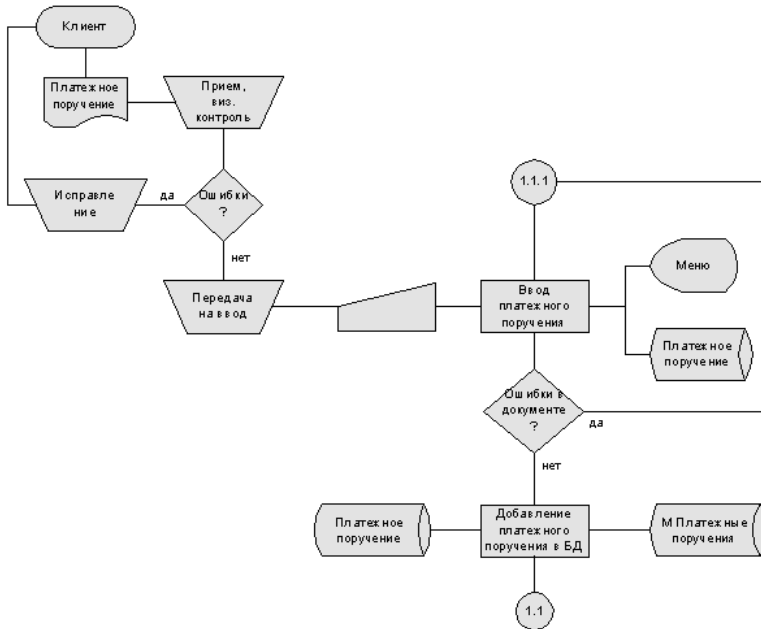 Клиент
Платежное
поручение
Прием,
виз.
контроль
Исправле
ние
да
Ошибки
?
нет
Передача
на ввод
1.1.1
Ввод
платежного
поручения
Меню
Платежное
поручение
Ошибки в
документе
?
да
нет
Платежное
поручение
Добавление
платежного
поручения в БД
М Платежные
поручения
1.1